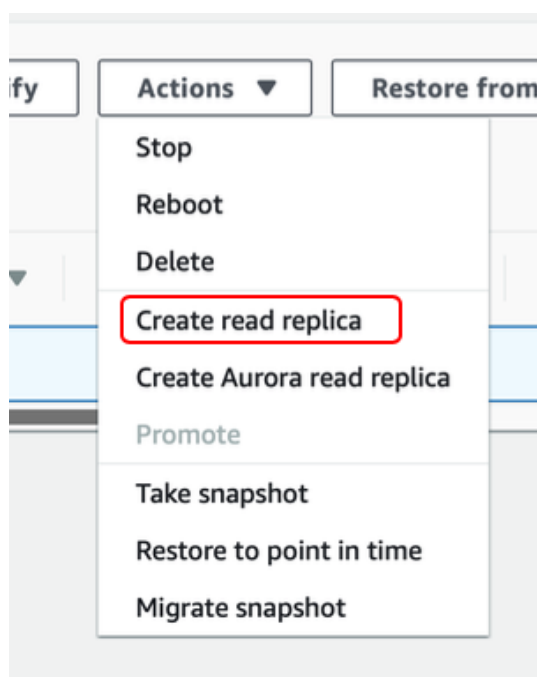 ify Actions Restore from
Stop
Reboot
Delete
Create read replica
Create Aurora read replica
Promote
Take snapshot
Restore to point in time
Migrate snapshot